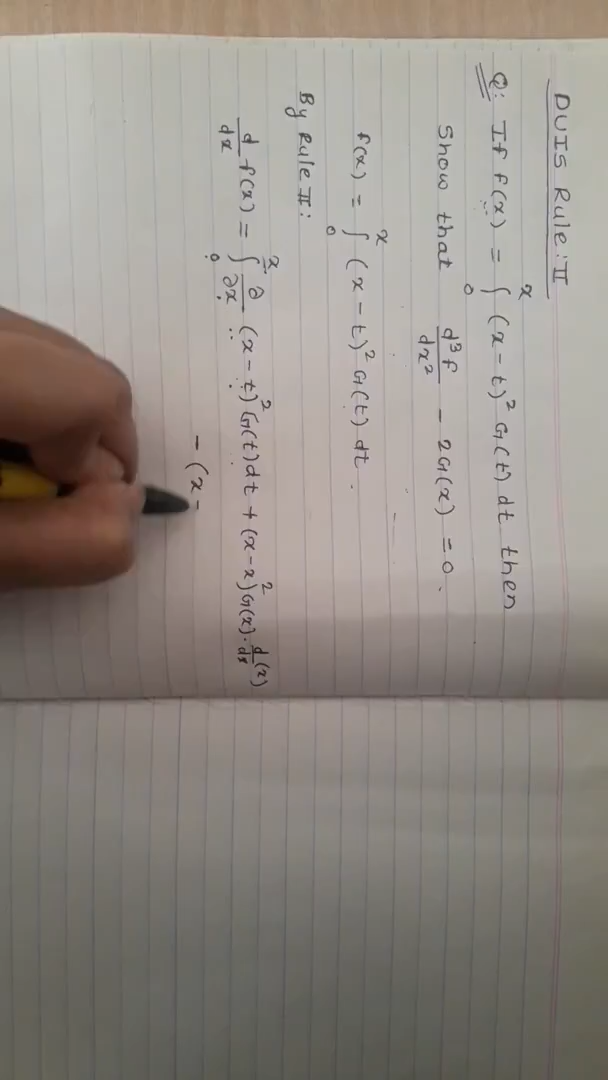 DUIS Rule: II
Q: If f(x) = ∫₀ˣ (x - t)² G(t) dt then
Show that d³f/dx² - 2G(x) = 0.
f(x) = ∫₀ˣ (x - t)² G(t) dt.
By Rule II:
d/dx f(x) = ∫₀ˣ ∂/∂x (x - t)² G(t) dt + (x - x)² G(x) · d/dx (x)
- (x -